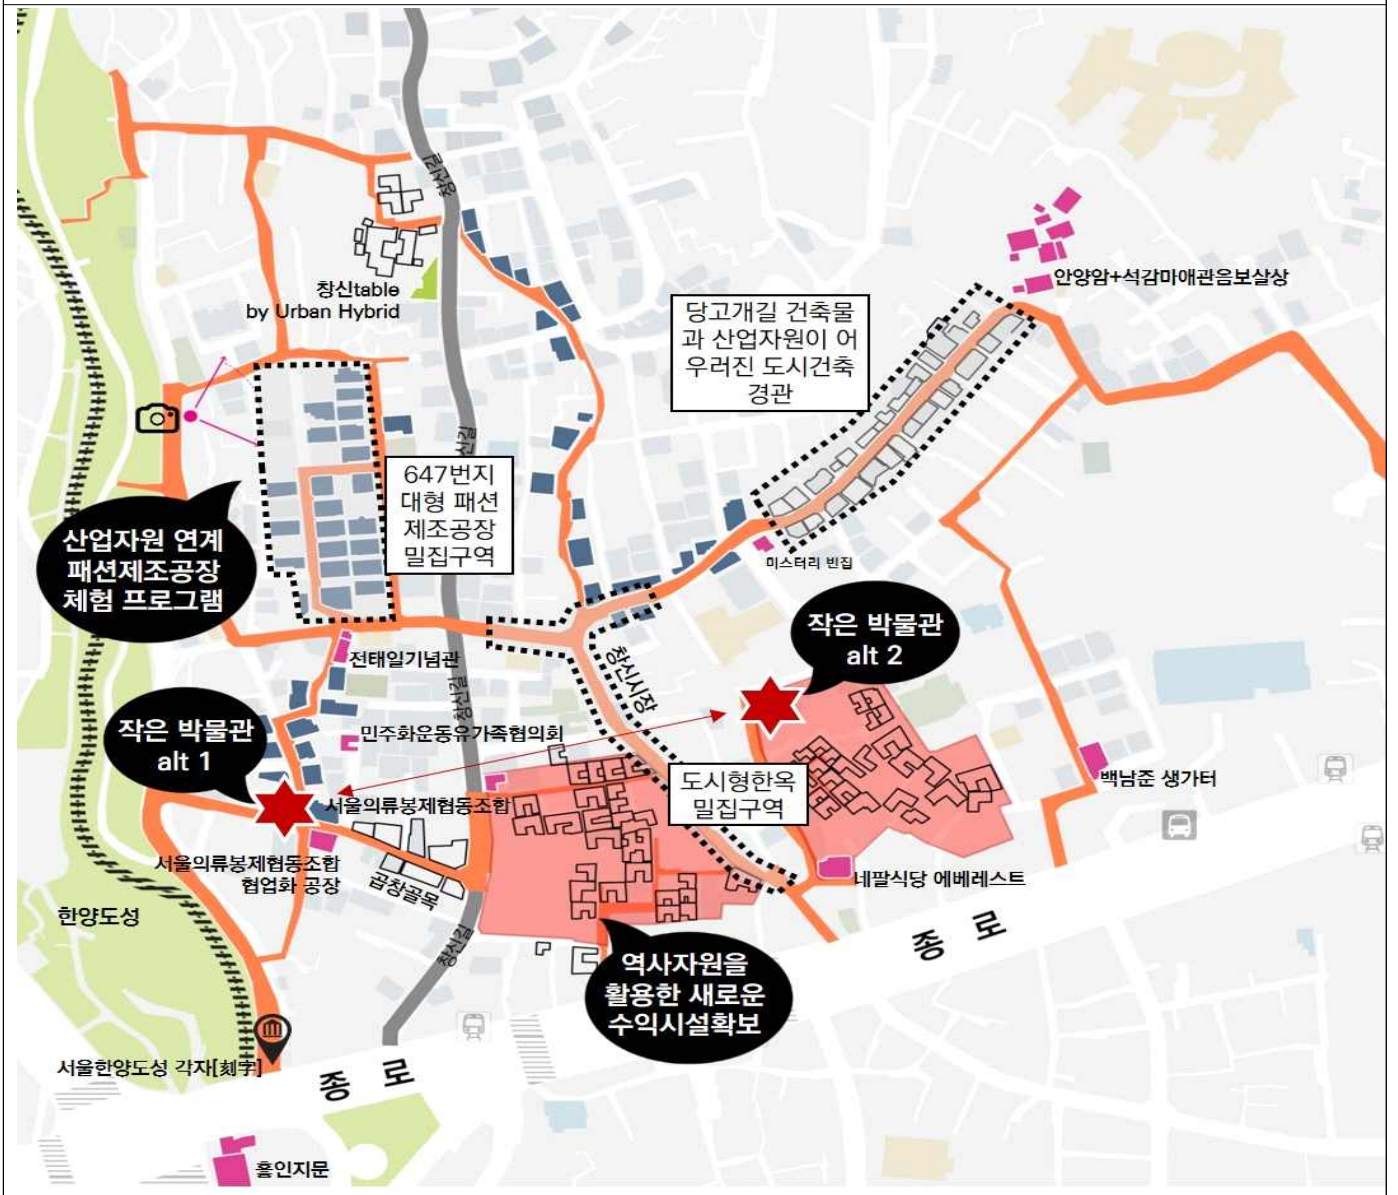 창신길
창신table
by Urban Hybrid
안양암+석감마애관음보살상
당고개길 건축물
과 산업자원이 어
우러진 도시건축
경관
신길
647번지
대형 패션
제조공장
밀집구역
산업자원 연계
패션제조공장
체험 프로그램
미스터리 빈집
작은 박물관
alt 2
전태일기념관
창신시장
창신길
작은 박물관
alt 1
민주화운동유가족협의회
도시형한옥
밀집구역
백남준 생가터
서울의류봉제협동조합
서울의류봉제협동조합
협업화 공장
곱창골목
네팔식당 에베레스트
한양도성
창신길
종 로
역사자원을
활용한 새로운
수익시설확보
서울한양도성 각자[刻字]
종 로
흥인지문